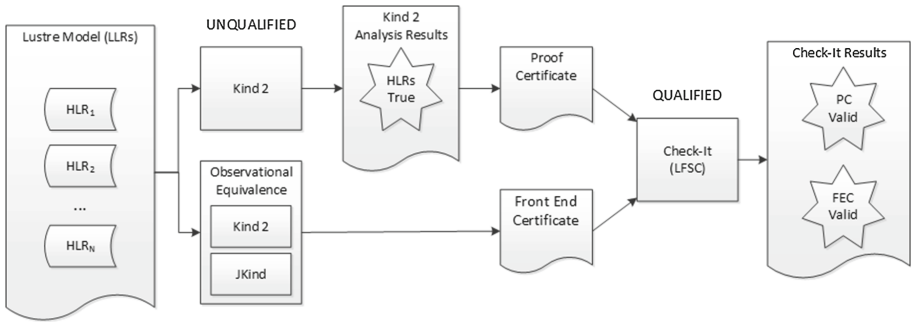 Lustre Model (LLRs)
HLR1
HLR2
...
HLRN
UNQUALIFIED
Kind 2
Observational
Equivalence
Kind 2
JKind
Kind 2
Analysis Results
HLRs
True
Proof
Certificate
Front End
Certificate
QUALIFIED
Check-It
(LFSC)
Check-It Results
PC
Valid
FEC
Valid